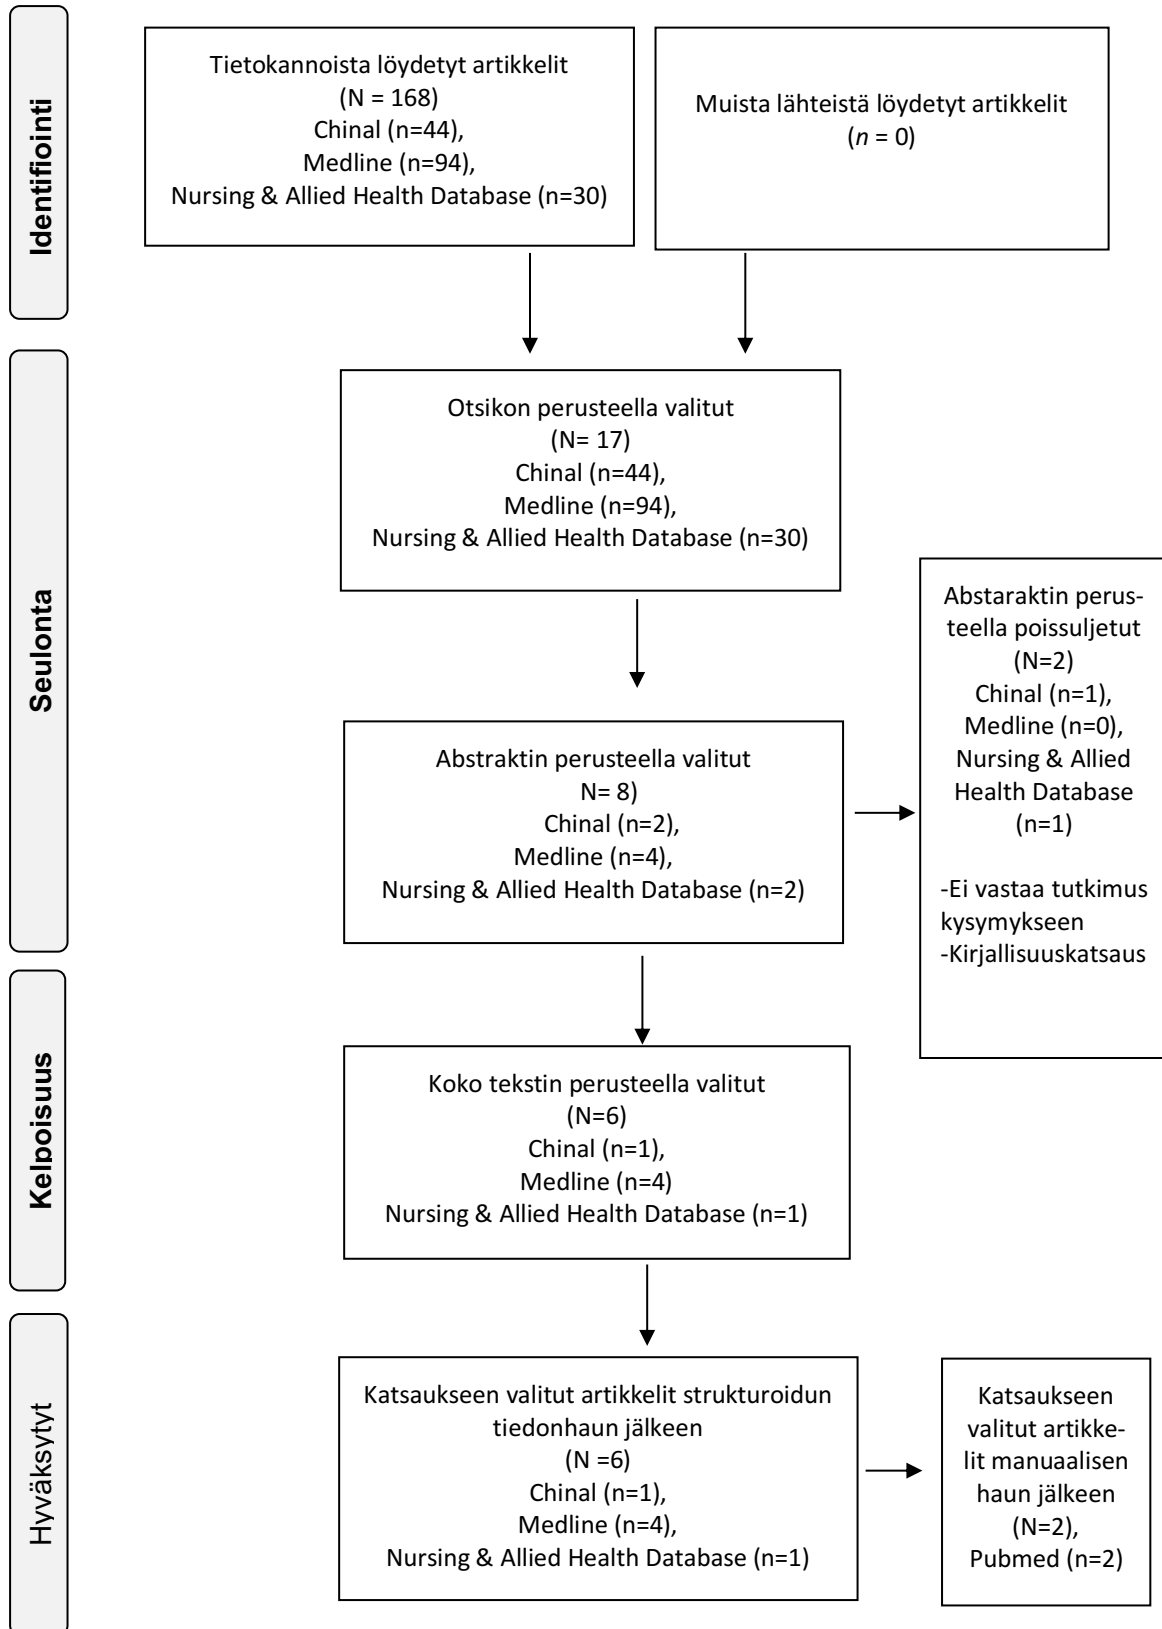 Identifiointi
Tietokannoista löydetyt artikkelit
(N = 168)
Chinal (n=44),
Medline (n=94),
Nursing & Allied Health Database (n=30)
Muista lähteistä löydetyt artikkelit
(n = 0)
Seulonta
Otsikon perusteella valitut
(N= 17)
Chinal (n=44),
Medline (n=94),
Nursing & Allied Health Database (n=30)
Abstraktin perusteella valitut
N= 8)
Chinal (n=2),
Medline (n=4),
Nursing & Allied Health Database (n=2)
Abstaraktin perus-
teella poissuljetut
(N=2)
Chinal (n=1),
Medline (n=0),
Nursing & Allied
Health Database
(n=1)
-Ei vastaa tutkimus
kysymykseen
-Kirjallisuuskatsaus
Kelpoisuus
Koko tekstin perusteella valitut
(N=6)
Chinal (n=1),
Medline (n=4)
Nursing & Allied Health Database (n=1)
Hyväksytyt
Katsaukseen valitut artikkelit strukturoidun
tiedonhaun jälkeen
(N =6)
Chinal (n=1),
Medline (n=4),
Nursing & Allied Health Database (n=1)
Katsaukseen
valitut artikke-
lit manuaalisen
haun jälkeen
(N=2),
Pubmed (n=2)